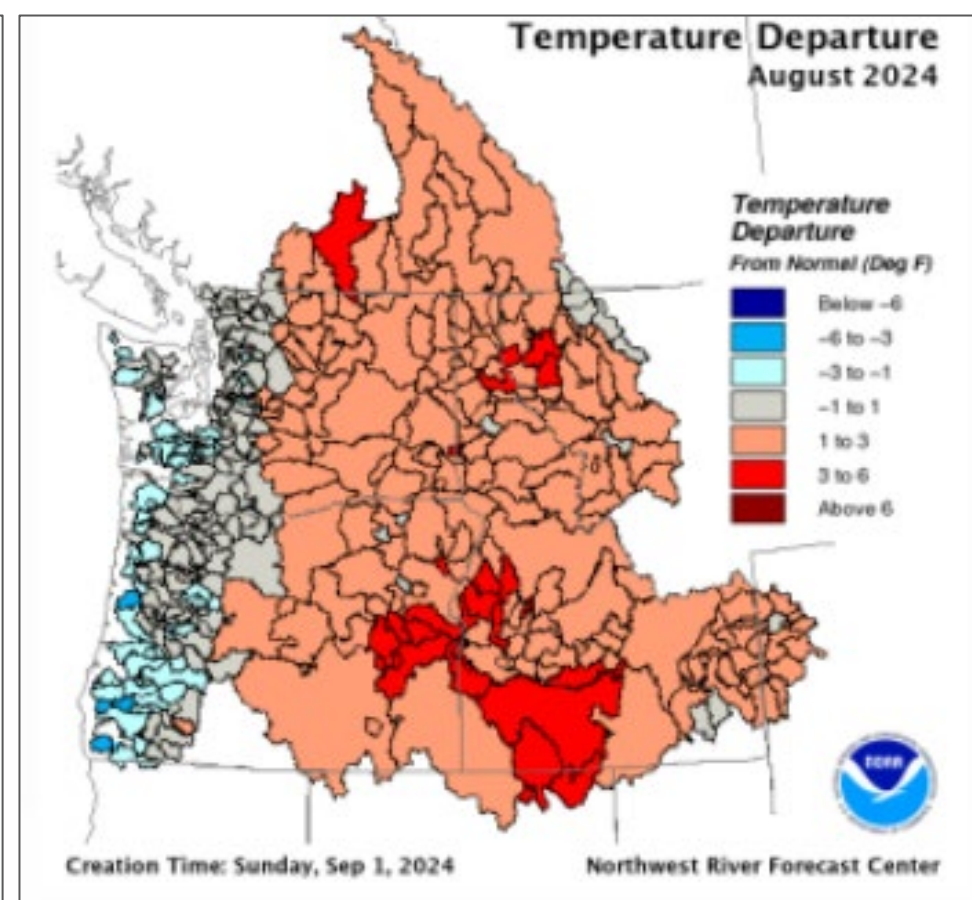 Temperature Departure
August 2024
Temperature
Departure
From Normal (Deg F)
Below -6
-6 to -3
-3 to -1
-1 to 1
1 to 3
3 to 6
Above 6
NOAA
Creation Time: Sunday, Sep 1, 2024
Northwest River Forecast Center